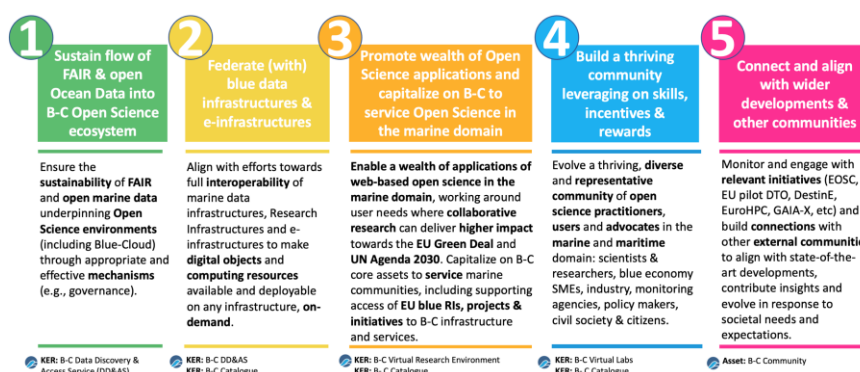 1
Sustain flow of
FAIR & open
Ocean Data into
B-C Open Science
ecosystem
Ensure the
sustainability of FAIR
and open marine data
underpinning Open
Science environments
(including Blue-Cloud)
through appropriate and
effective mechanisms
(e.g., governance).
KER: B-C Data Discovery &
Access Service (DD&AS)
2
Federate (with)
blue data
infrastructures &
e-infrastructures
Align with efforts towards
full interoperability of
marine data
infrastructures, Research
Infrastructures and e-
infrastructures to make
digital objects and
computing resources
available and deployable
on any infrastructure, on-
demand.
KER: B-C DD&AS
KER: B-C Catalogue
3
Promote wealth of Open
Science applications and
capitalize on B-C to
service Open Science in
the marine domain
Enable a wealth of applications of
web-based open science in the
marine domain, working around
user needs where collaborative
research can deliver higher impact
towards the EU Green Deal and
UN Agenda 2030. Capitalize on B-C
core assets to service marine
communities, including supporting
access of EU blue RIs, projects &
initiatives to B-C infrastructure
and services.
KER: B-C Virtual Research Environment
KER: B- C Catalogue
4
Build a thriving
community
leveraging on skills,
incentives &
rewards
Evolve a thriving, diverse
and representative
community of open
science practitioners,
users and advocates in the
marine and maritime
domain: scientists &
researchers, blue economy
SMEs, industry, monitoring
agencies, policy makers,
civil society & citizens.
KER: B-C Virtual Labs
KER: B- C Catalogue
5
Connect and align
with wider
developments &
other communities
Monitor and engage with
relevant initiatives (EOSC,
EU pilot DTO, DestinE,
EuroHPC, GAIA-X, etc) and
build connections with
other external communitie
to align with state-of-the-
art developments,
contribute insights and
evolve in response to
societal needs and
expectations.
Asset: B-C Community